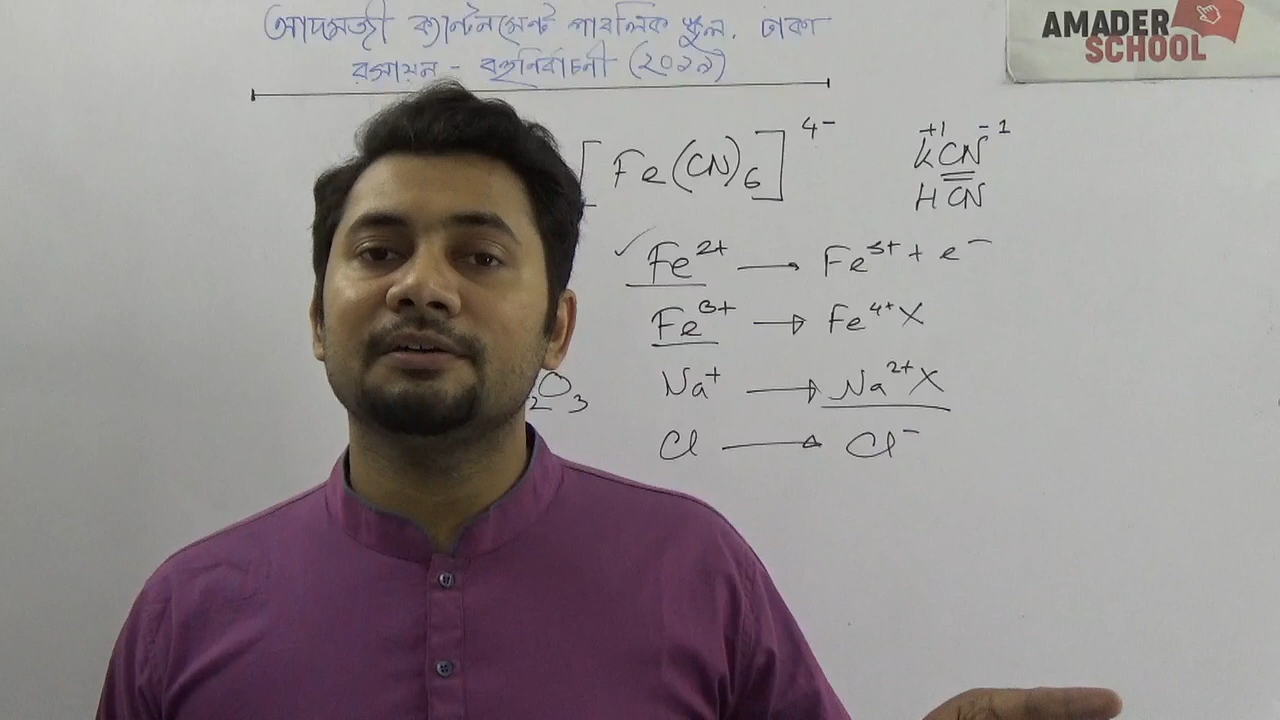 আদমজী ক্যান্টনমেন্ট পাবলিক স্কুল, ঢাকা
রসায়ন - বহুনির্বাচনী (২০১৯)
AMADER
SCHOOL
[Fe(CN)6]4-
+1 -1
KCN
HCN
Fe2+ → Fe3+ + e-
Fe3+ → Fe4+ X
Na+ → Na2+ X
2O3
Cl → Cl-